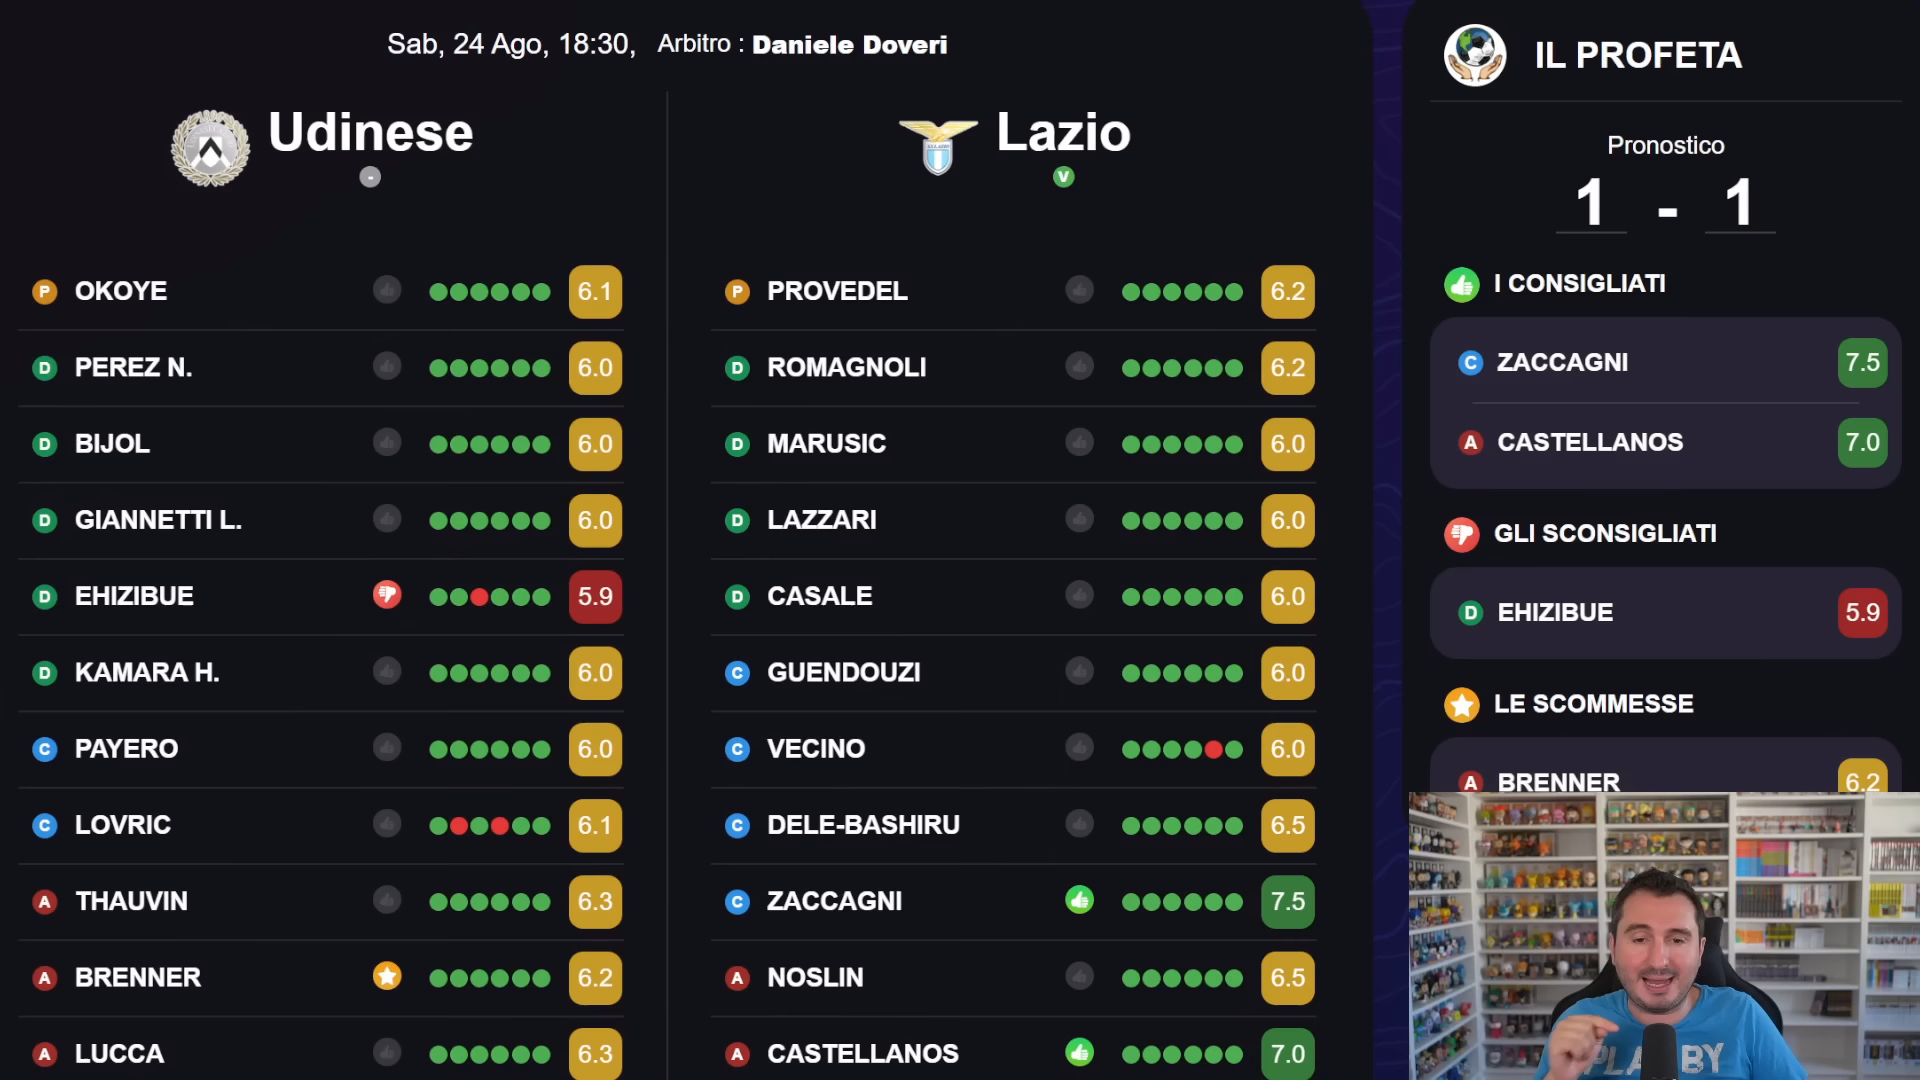 Sab, 24 Ago, 18:30, Arbitro : Daniele Doveri
Udinese
-
P OKOYE 6.1
D PEREZ N. 6.0
D BIJOL 6.0
D GIANNETTI L. 6.0
D EHIZIBUE 5.9
D KAMARA H. 6.0
C PAYERO 6.0
C LOVRIC 6.1
A THAUVIN 6.3
A BRENNER 6.2
A LUCCA 6.3
Lazio
V
P PROVEDEL 6.2
D ROMAGNOLI 6.2
D MARUSIC 6.0
D LAZZARI 6.0
D CASALE 6.0
C GUENDOUZI 6.0
C VECINO 6.0
C DELE-BASHIRU 6.5
C ZACCAGNI 7.5
A NOSLIN 6.5
A CASTELLANOS 7.0
IL PROFETA
Pronostico
1 - 1
I CONSIGLIATI
C ZACCAGNI 7.5
A CASTELLANOS 7.0
GLI SCONSIGLIATI
D EHIZIBUE 5.9
LE SCOMMESSE
A BRENNER 6.2